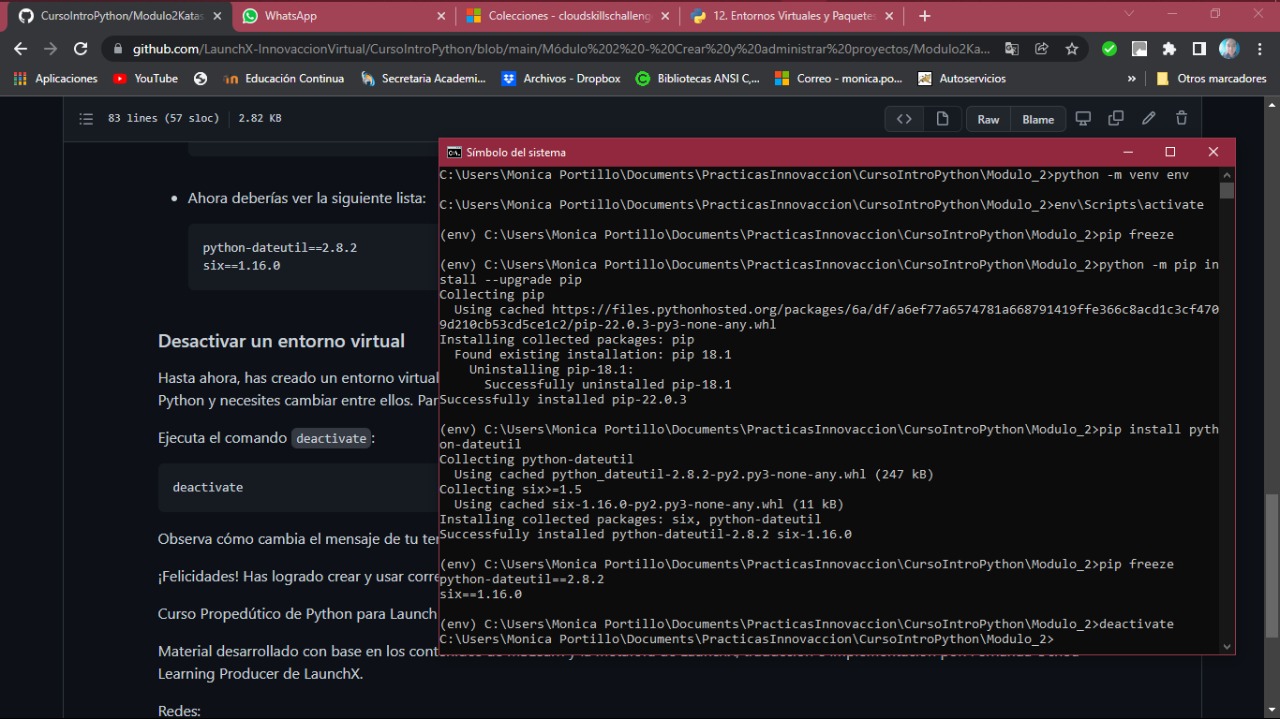 CursoIntroPython/Modulo2Katas
WhatsApp
Colecciones - cloudskillschalleng
12. Entornos Virtuales y Paquete
github.com/LaunchX-InnovaccionVirtual/CursoIntroPython/blob/main/Módulo%202%20-%20Crear%20y%20administrar%20proyectos/Modulo2Ka...
Aplicaciones
YouTube
Educación Continua
Secretaria Academi...
Archivos - Dropbox
Bibliotecas ANSI C,...
Correo - monica.po...
Autoservicios
»
Otros marcadores
83 lines (57 sloc)
2.82 KB
<>
Raw
Blame
• Ahora deberías ver la siguiente lista:
python-dateutil==2.8.2
six==1.16.0
Desactivar un entorno virtual
Hasta ahora, has creado un entorno virtual
Python y necesites cambiar entre ellos. Par
Ejecuta el comando deactivate:
deactivate
Observa cómo cambia el mensaje de tu ter
¡Felicidades! Has logrado crear y usar corre
Curso Propedútico de Python para Launch
Material desarrollado con base en los cont
Learning Producer de LaunchX.
Redes:
Símbolo del sistema
C:\Users\Monica Portillo\Documents\PracticasInnovaccion\CursoIntroPython\Modulo_2>python -m venv env
C:\Users\Monica Portillo\Documents\PracticasInnovaccion\CursoIntroPython\Modulo_2>env\Scripts\activate
(env) C:\Users\Monica Portillo\Documents\PracticasInnovaccion\CursoIntroPython\Modulo_2>pip freeze
(env) C:\Users\Monica Portillo\Documents\PracticasInnovaccion\CursoIntroPython\Modulo_2>python -m pip in
stall --upgrade pip
Collecting pip
Using cached https://files.pythonhosted.org/packages/6a/df/a6ef77a6574781a668791419ffe366c8acd1c3cf470
9d210cb53cd5ce1c2/pip-22.0.3-py3-none-any.whl
Installing collected packages: pip
Found existing installation: pip 18.1
Uninstalling pip-18.1:
Successfully uninstalled pip-18.1
Successfully installed pip-22.0.3
(env) C:\Users\Monica Portillo\Documents\PracticasInnovaccion\CursoIntroPython\Modulo_2>pip install pyth
on-dateutil
Collecting python-dateutil
Using cached python_dateutil-2.8.2-py2.py3-none-any.whl (247 kB)
Collecting six>=1.5
Using cached six-1.16.0-py2.py3-none-any.whl (11 kB)
Installing collected packages: six, python-dateutil
Successfully installed python-dateutil-2.8.2 six-1.16.0
(env) C:\Users\Monica Portillo\Documents\PracticasInnovaccion\CursoIntroPython\Modulo_2>pip freeze
python-dateutil==2.8.2
six==1.16.0
(env) C:\Users\Monica Portillo\Documents\PracticasInnovaccion\CursoIntroPython\Modulo_2>deactivate
C:\Users\Monica Portillo\Documents\PracticasInnovaccion\CursoIntroPython\Modulo_2>